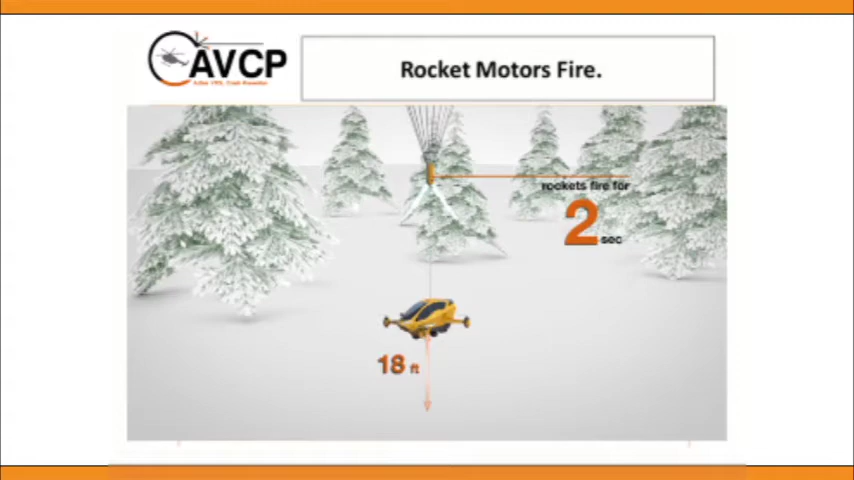 AVCP
Rocket Motors Fire.
rockets fire for
2
sec
18 ft